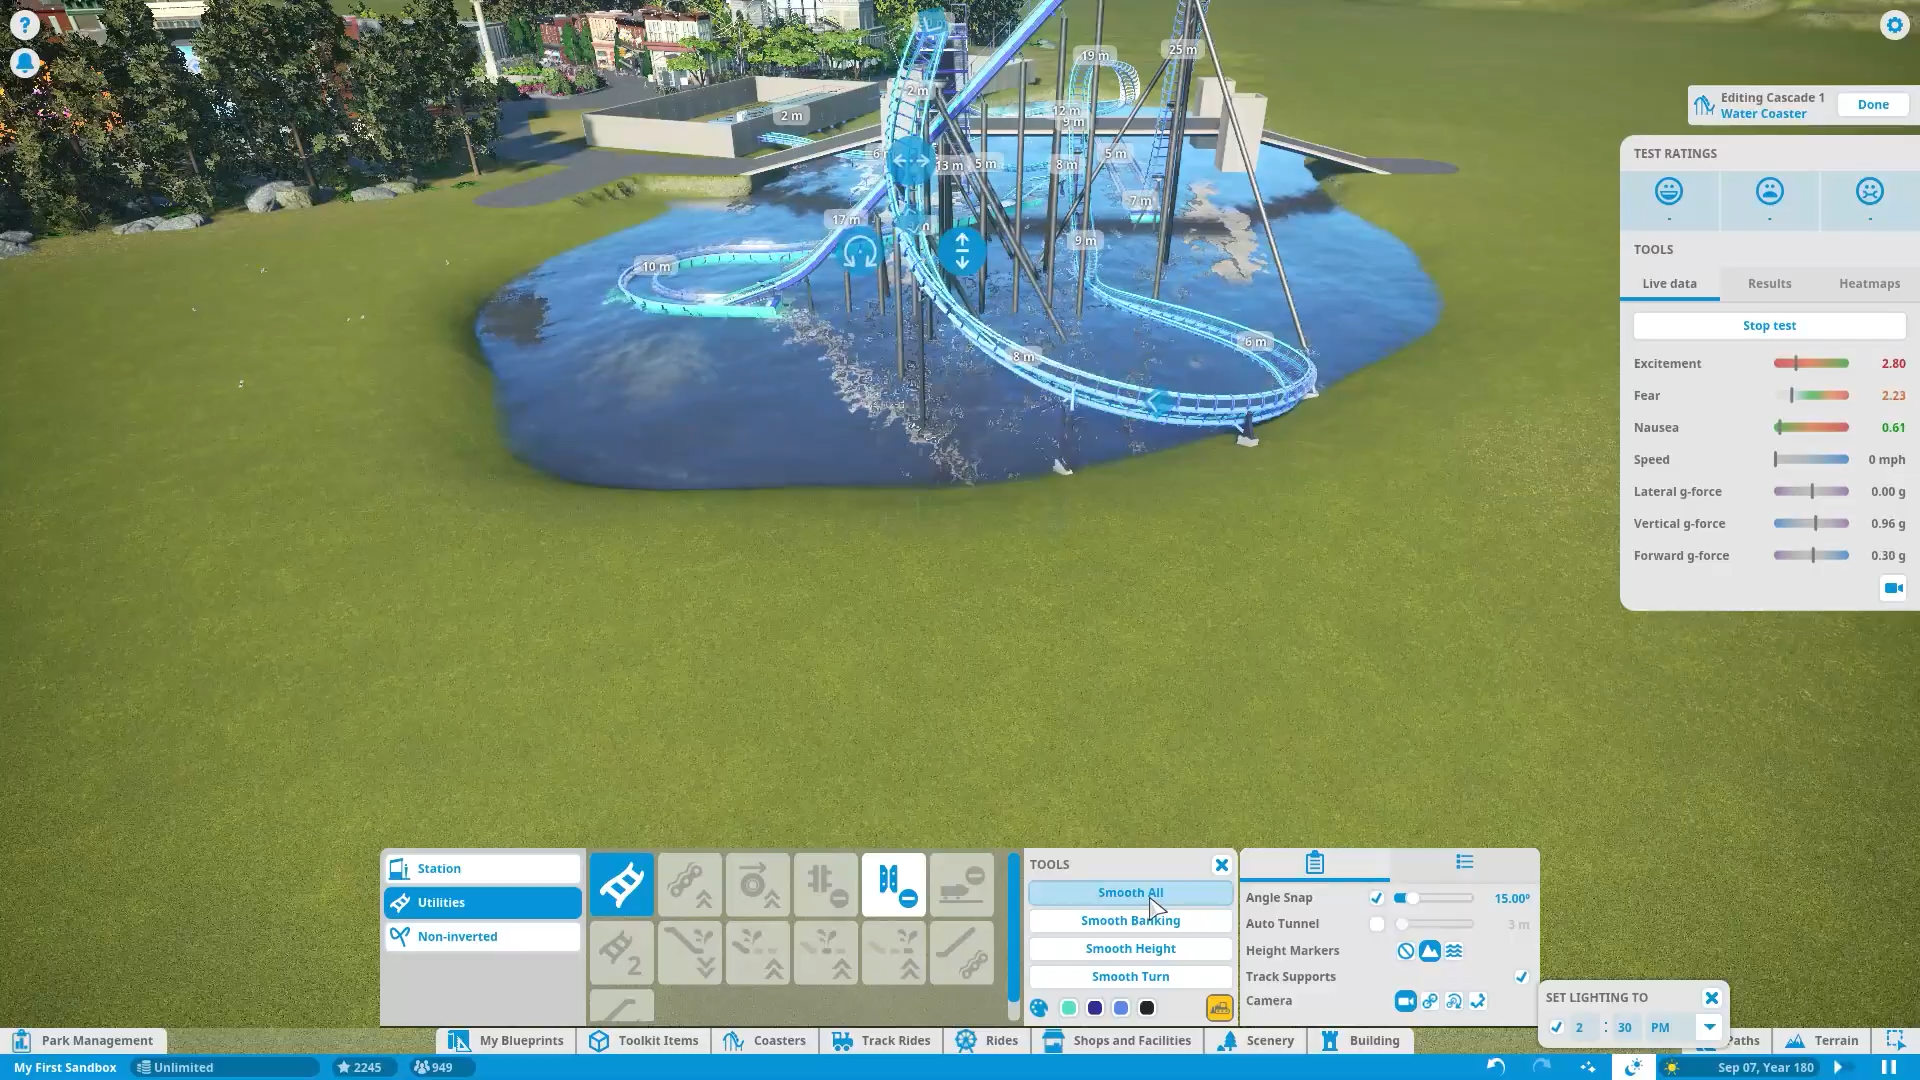 19 m
25 m
2 m
2 m
12 m
9 m
6
13 m
5 m
8 m
5 m
7 m
17 m
9 m
10 m
8 m
6 m
Editing Cascade 1
Water Coaster
Done
TEST RATINGS
-
-
-
TOOLS
Live data
Results
Heatmaps
Stop test
Excitement
2.80
Fear
2.23
Nausea
0.61
Speed
0 mph
Lateral g-force
0.00 g
Vertical g-force
0.96 g
Forward g-force
0.30 g
Station
Utilities
Non-inverted
2
TOOLS
Smooth All
Smooth Banking
Smooth Height
Smooth Turn
Angle Snap
15.00º
Auto Tunnel
3 m
Height Markers
Track Supports
Camera
SET LIGHTING TO
2 : 30 PM
Park Management
My Blueprints
Toolkit Items
Coasters
Track Rides
Rides
Shops and Facilities
Scenery
Building
Paths
Terrain
My First Sandbox
Unlimited
2245
949
Sep 07, Year 180